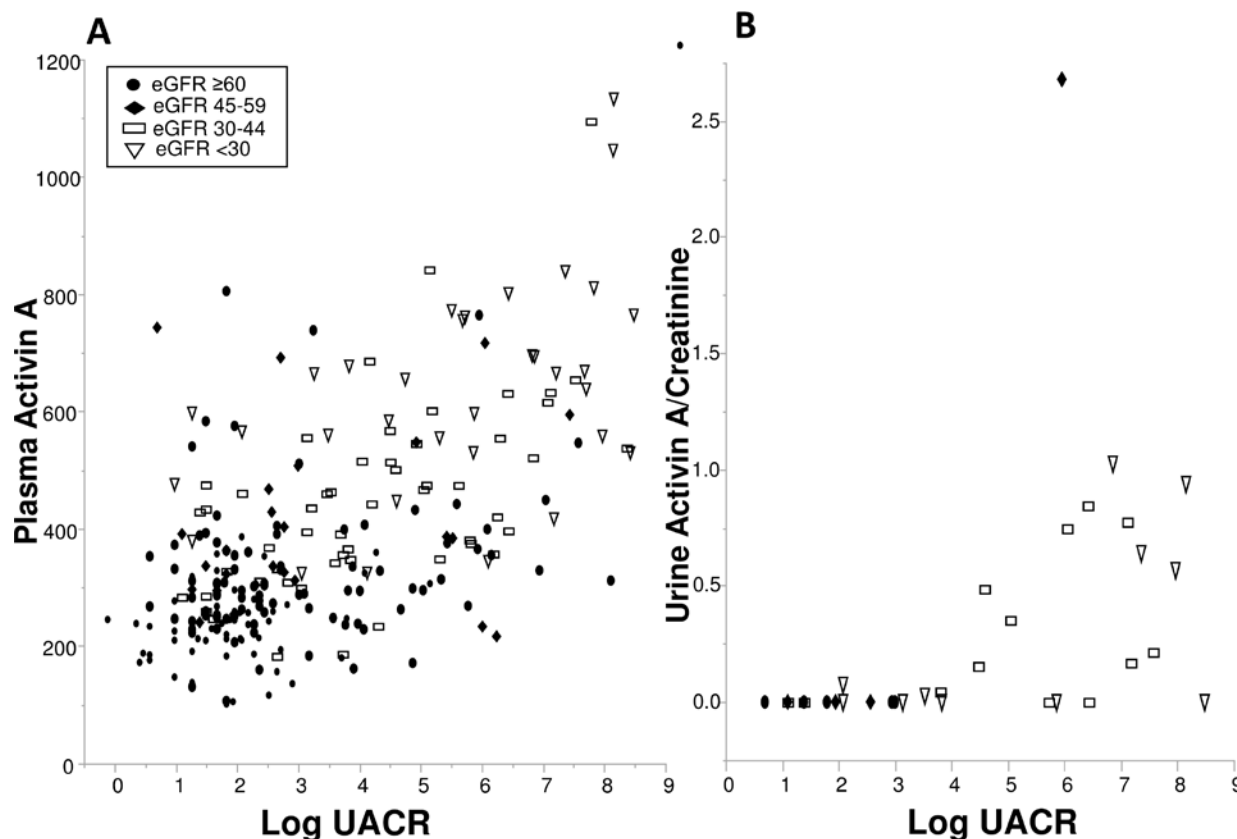 A
eGFR ≥60
eGFR 45-59
eGFR 30-44
eGFR <30
1200
1000
800
600
400
200
0
Plasma Activin A
0 1 2 3 4 5 6 7 8 9
Log UACR
B
2.5
2.0
1.5
1.0
0.5
0.0
Urine Activin A/Creatinine
0 1 2 3 4 5 6 7 8 9
Log UACR